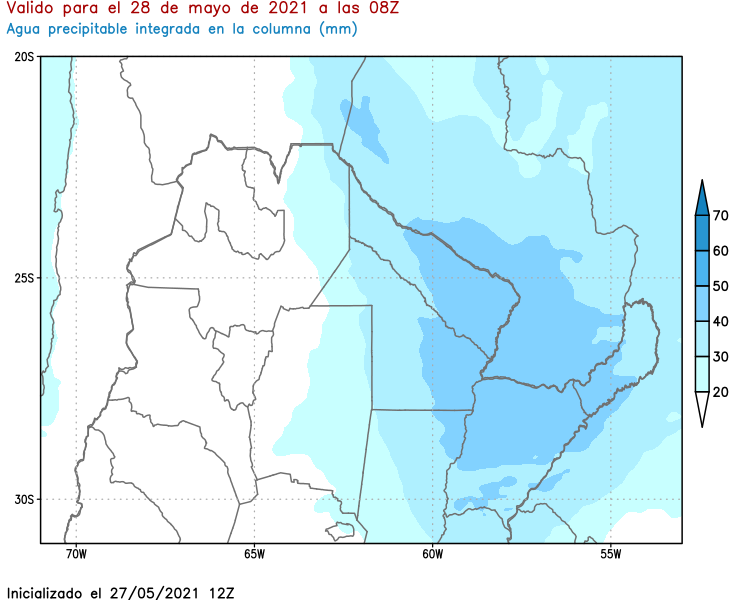 Valido para el 28 de mayo de 2021 a las 08Z
Agua precipitable integrada en la columna (mm)
20S
25S
30S
70W
65W
60W
55W
70
60
50
40
30
20
Inicializado el 27/05/2021 12Z